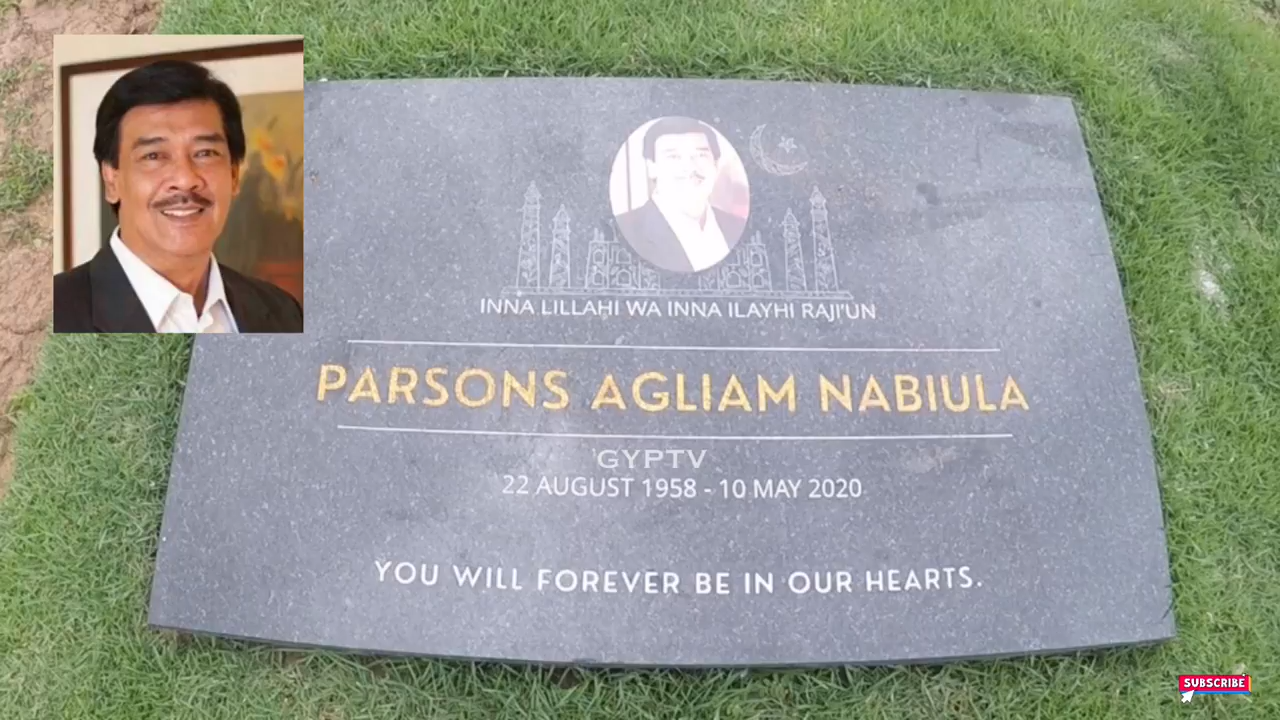 INNA LILLAHI WA INNA ILAYHI RAJI'UN
PARSONS AGLIAM NABIULA
GYPTV
22 AUGUST 1958 - 10 MAY 2020
YOU WILL FOREVER BE IN OUR HEARTS.
SUBSCRIBE